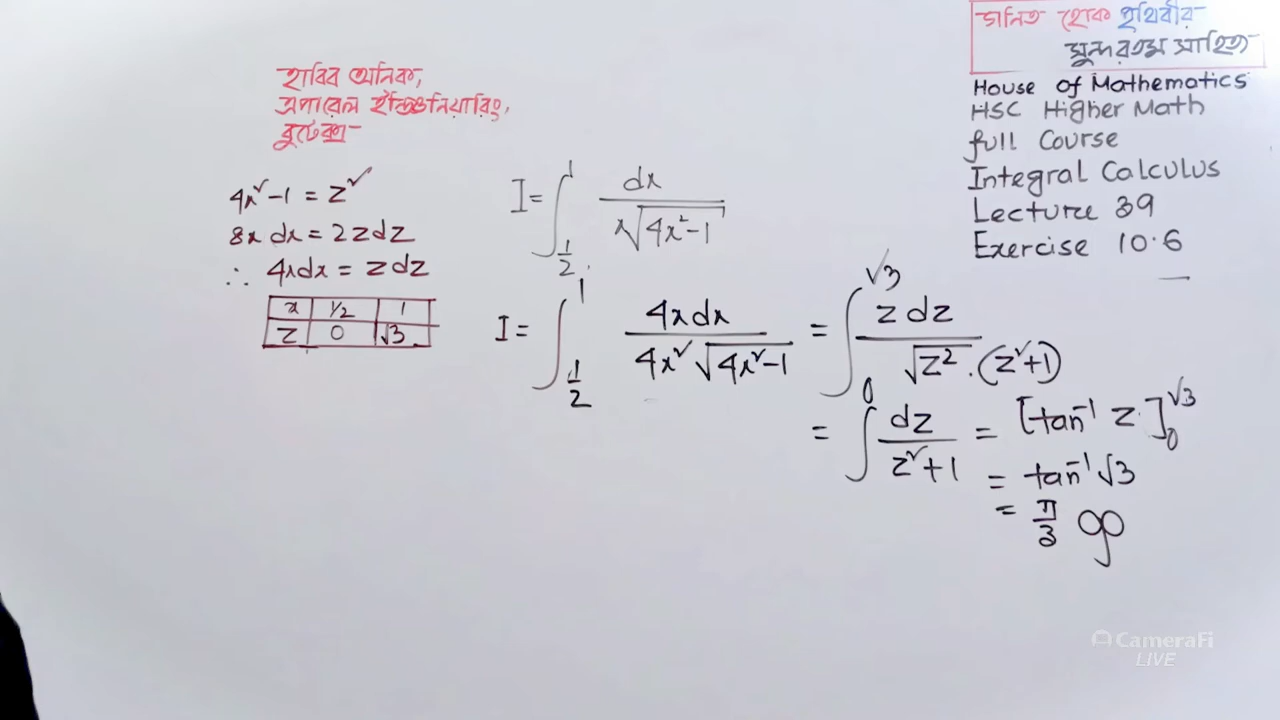 গনিত হোক পৃথিবীর
সুন্দরতম সাহিত্য
House of Mathematics
HSC Higher Math
full Course
Integral Calculus
Lecture 39
Exercise 10.6
হাবিব অনিক,
এপারেল ইঞ্জিনিয়ারিং,
বুটেক্স
4x² - 1 = z²
8x dx = 2z dz
∴ 4x dx = z dz
x 1/2 1
z 0 √3
I = ∫_{1/2}^{1} dx / x√(4x² - 1)
I = ∫_{1/2}^{1} 4x dx / 4x²√(4x² - 1) = ∫_{0}^{√3} z dz / √z² . (z² + 1)
= ∫ dz / z² + 1 = [tan⁻¹ z]_{0}^{√3}
= tan⁻¹ √3
= π/3
CameraFi
LIVE